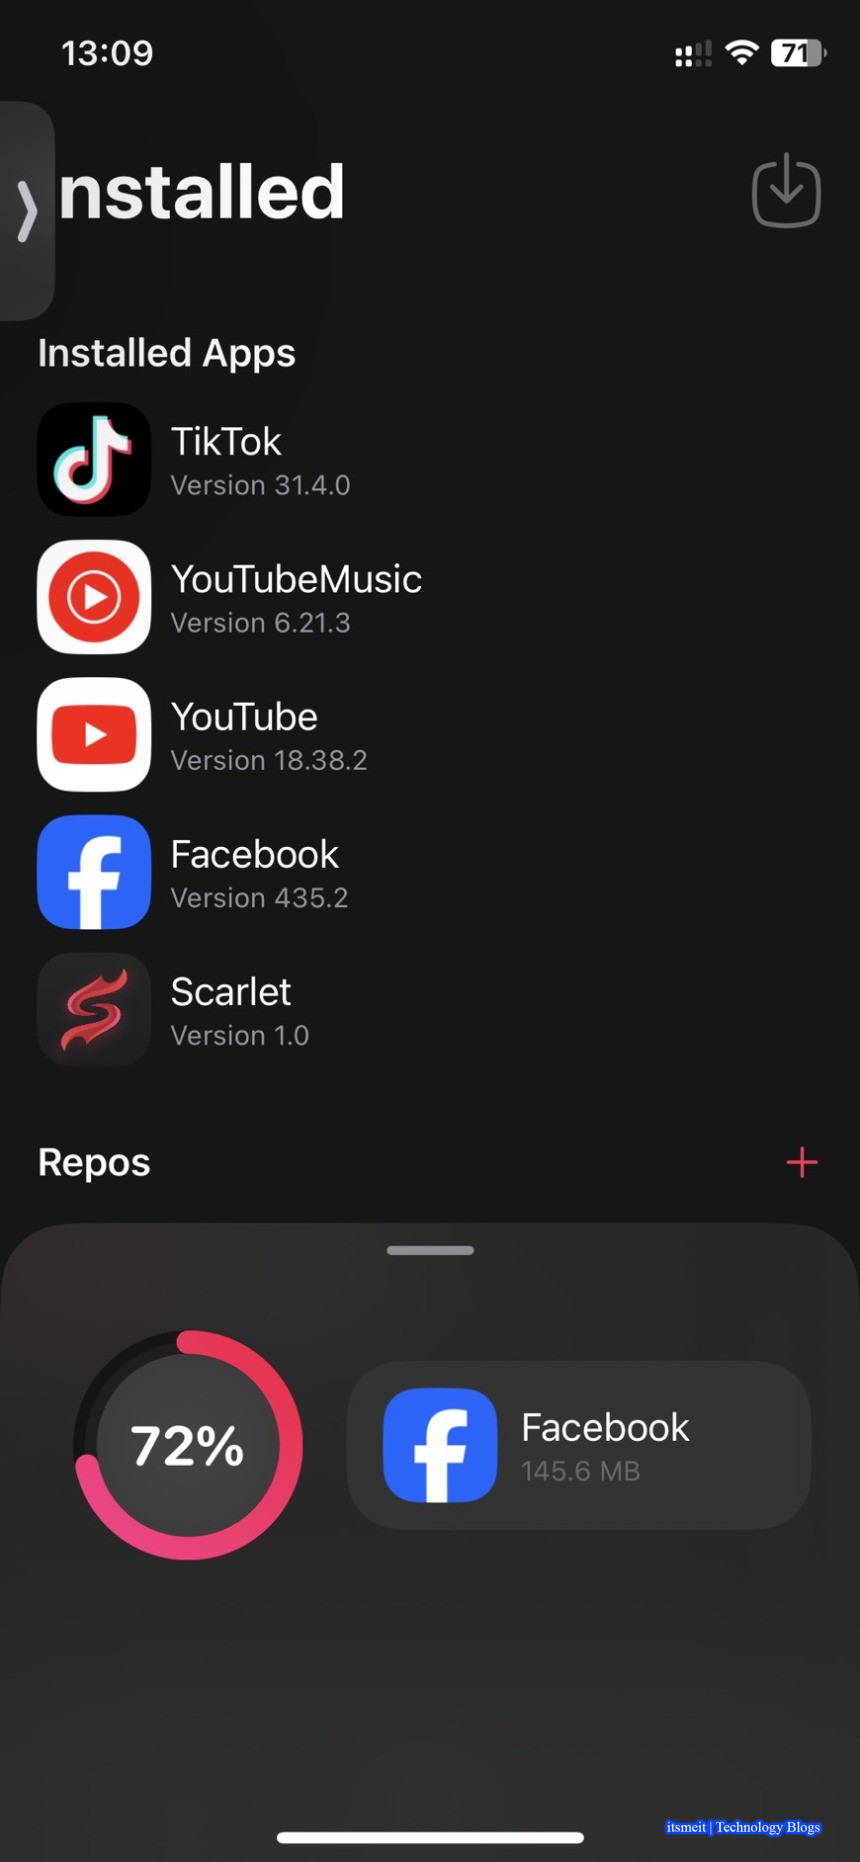 13:09
71
nstalled
Installed Apps
TikTok
Version 31.4.0
YouTubeMusic
Version 6.21.3
YouTube
Version 18.38.2
Facebook
Version 435.2
Scarlet
Version 1.0
Repos
72%
Facebook
145.6 MB
itsmeit | Technology Blogs